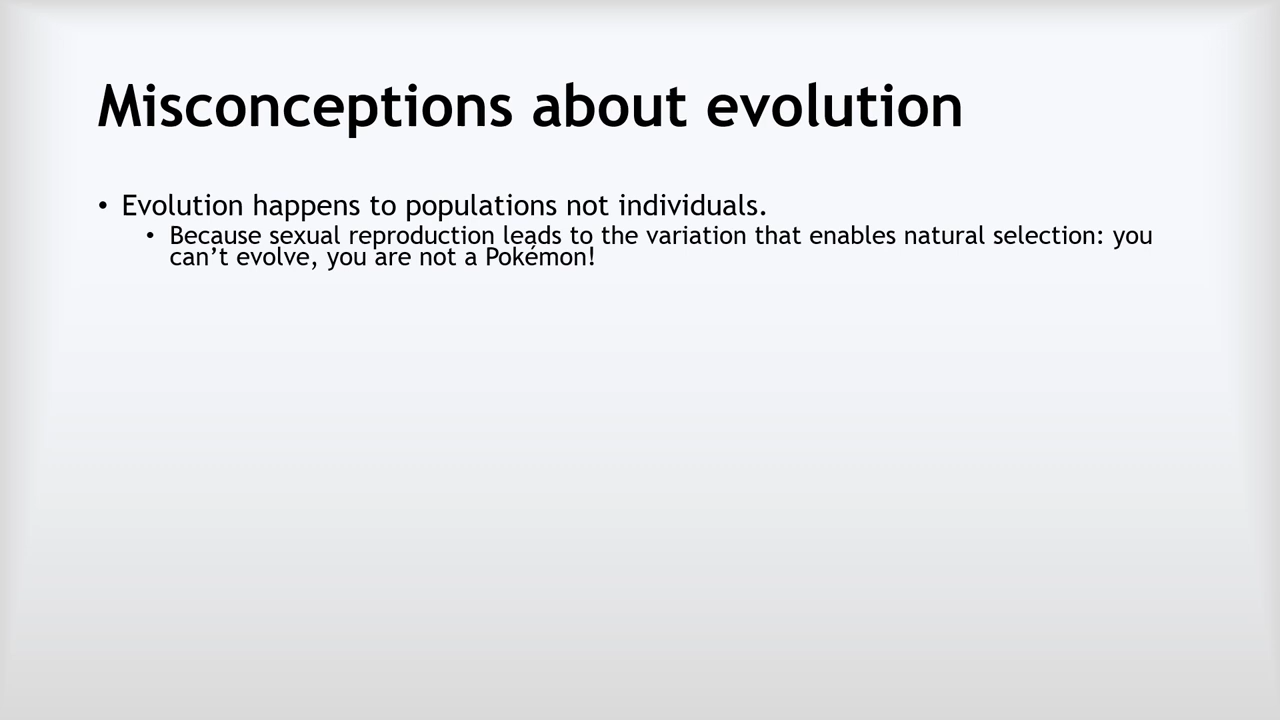 Misconceptions about evolution
• Evolution happens to populations not individuals.
• Because sexual reproduction leads to the variation that enables natural selection: you
can’t evolve, you are not a Pokémon!